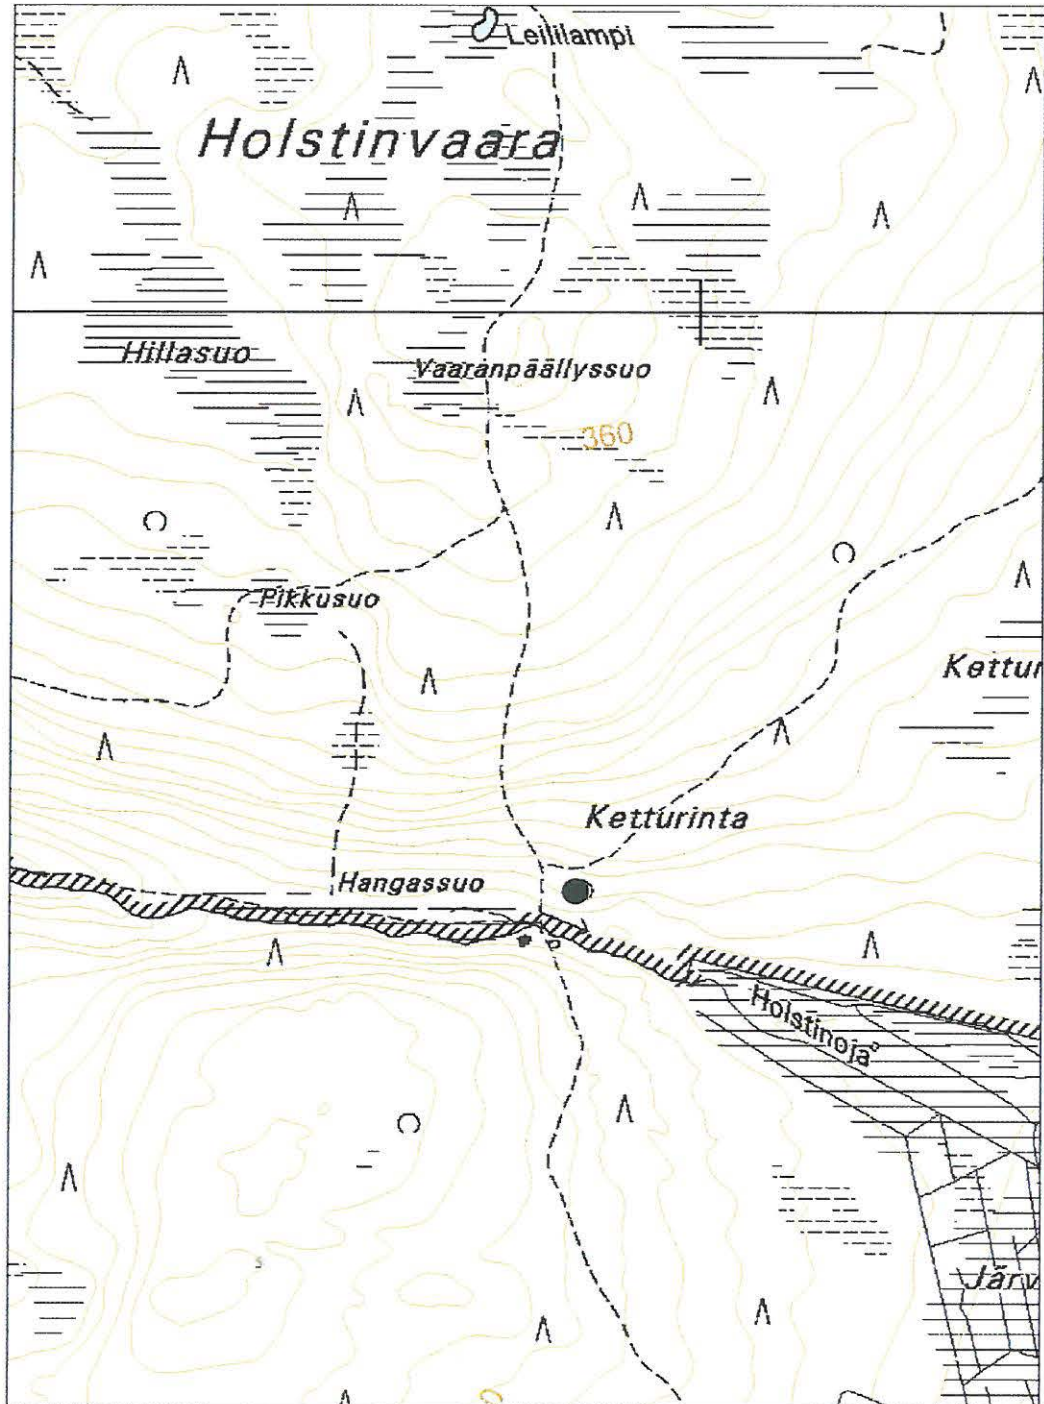 Leililampi
Holstinvaara
Hillasuo
Vaaranpäällyssuo
360
Pikkusuo
Kettur
Ketturinta
Hangassuo
Holstinoja
Järv